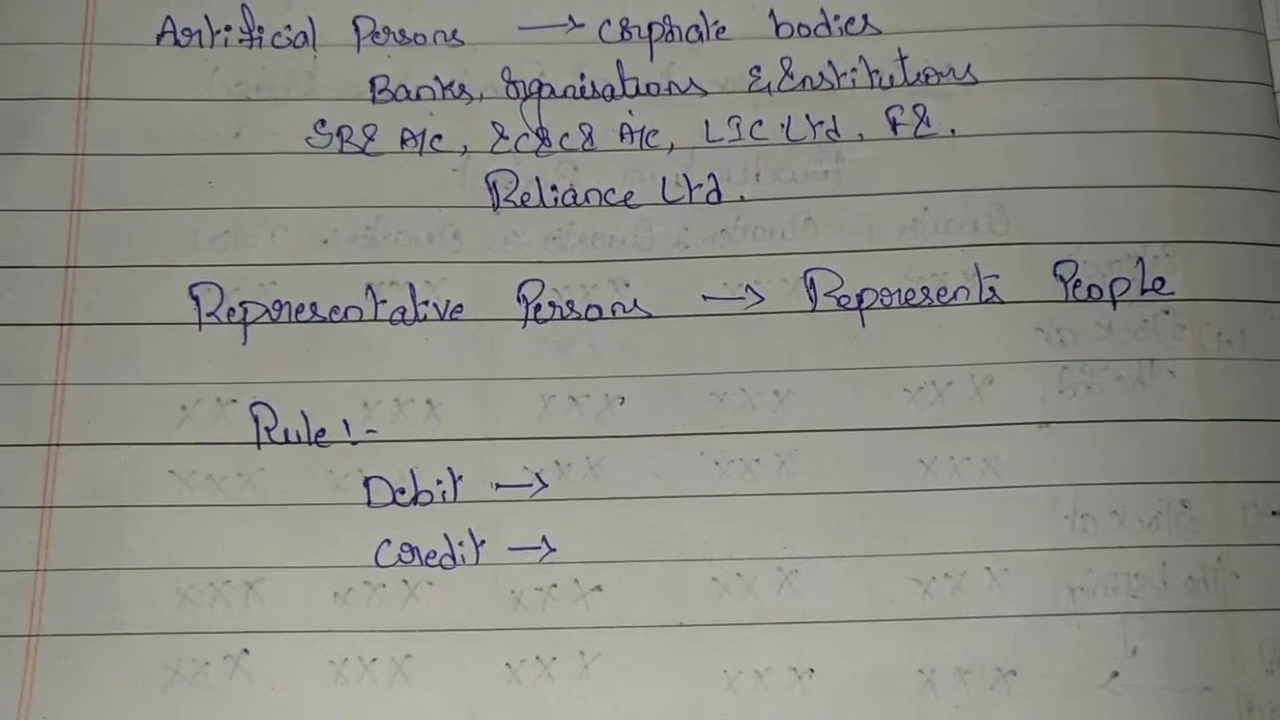 Artificial Persons → Corporate bodies
Banks, Organisations & Institutions
SBI A/c, ICICI A/c, LIC Ltd,
Reliance Ltd.
Representative Persons → Represents People
Rule:-
Debit →
Credit →